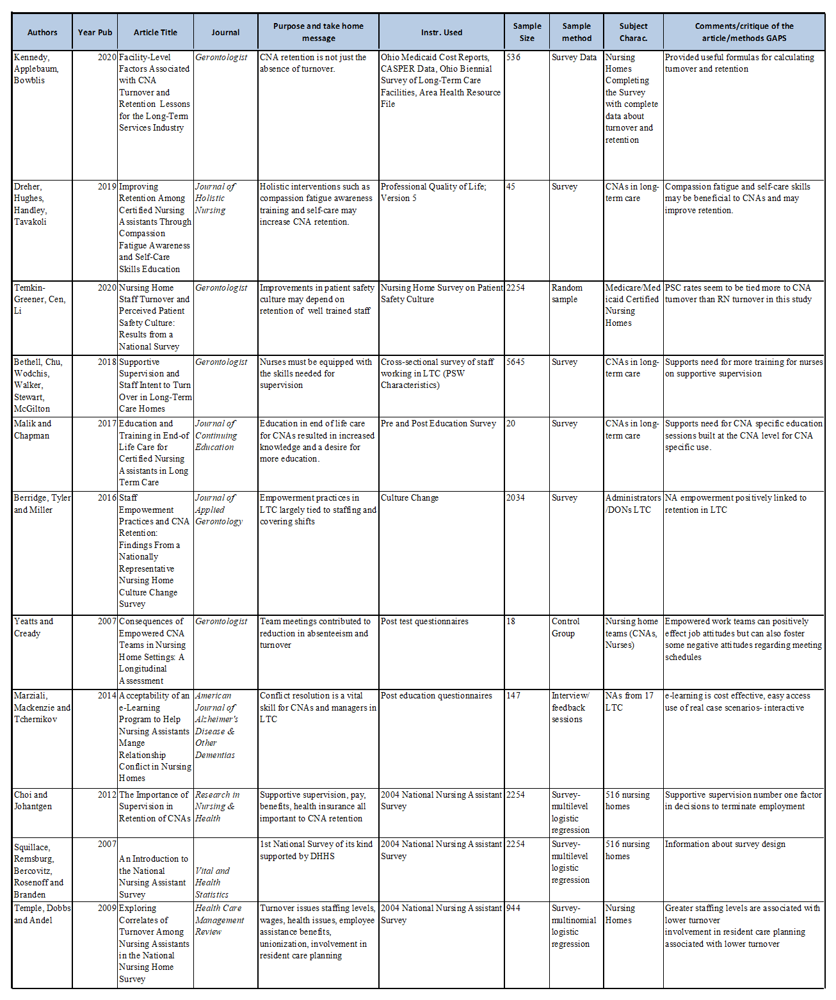 Authors
Year Pub
Article Title
Journal
Purpose and take home
message
Instr. Used
Sample
Size
Sample
method
Subject
Charac.
Comments/critique of the
article/methods GAPS
Kennedy,
Applebaum,
Bowblis
2020
Facility-Level
Factors Associated
with CNA
Turnover and
Retention Lessons
for the Long-Term
Services Industry
Gerontologist
CNA retention is not just the
absence of turnover.
Ohio Medicaid Cost Reports,
CASPER Data, Ohio Biennial
Survey of Long-Term Care
Facilities, Area Health Resource
File
536
Survey Data
Nursing
Homes
Completing
the Survey
with complete
data about
turnover and
retention
Provided useful formulas for calculating
turnover and retention
Dreher,
Hughes,
Handley,
Tavakoli
2019
Improving
Retention Among
Certified Nursing
Assistants Through
Compassion
Fatigue Awareness
and Self-Care
Skills Education
Journal of
Holistic
Nursing
Holistic interventions such as
compassion fatigue awareness
training and self-care may
increase CNA retention.
Professional Quality of Life;
Version 5
45
Survey
CNAs in long-
term care
Compassion fatigue and self-care skills
may be beneficial to CNAs and may
improve retention.
Temkin-
Greener, Cen,
Li
2020
Nursing Home
Staff Turnover and
Perceived Patient
Safety Culture:
Results from a
National Survey
Gerontologist
Improvements in patient safety
culture may depend on
retention of well trained staff
Nursing Home Survey on Patient
Safety Culture
2254
Random
sample
Medicare/Med
icaid Certified
Nursing
Homes
PSC rates seem to be tied more to CNA
turnover than RN turnover in this study
Bethell, Chu,
Wodchis,
Walker,
Stewart,
McGilton
2018
Supportive
Supervision and
Staff Intent to Turn
Over in Long-Term
Care Homes
Gerontologist
Nurses must be equipped with
the skills needed for
supervision
Cross-sectional survey of staff
working in LTC (PSW
Characteristics)
5645
Survey
CNAs in long-
term care
Supports need for more training for nurses
on supportive supervision
Malik and
Chapman
2017
Education and
Training in End-of
Life Care for
Certified Nursing
Assistants in Long
Term Care
Journal of
Continuing
Education
Education in end of life care
for CNAs resulted in increased
knowledge and a desire for
more education.
Pre and Post Education Survey
20
Survey
CNAs in long-
term care
Supports need for CNA specific education
sessions built at the CNA level for CNA
specific use.
Berridge, Tyler
and Miller
2016
Staff
Empowerment
Practices and CNA
Retention:
Findings From a
Nationally
Representative
Nursing Home
Culture Change
Survey
Journal of
Applied
Gerontology
Empowerment practices in
LTC largely tied to staffing and
covering shifts
Culture Change
2034
Survey
Administrators
/DONs LTC
NA empowerment positively linked to
retention in LTC
Yeatts and
Cready
2007
Consequences of
Empowered CNA
Teams in Nursing
Home Settings: A
Longitudinal
Assessment
Gerontologist
Team meetings contributed to
reduction in absenteeism and
turnover
Post test questionnaires
18
Control
Group
Nursing home
teams (CNAs,
Nurses)
Empowered work teams can positively
effect job attitudes but can also foster
some negative attitudes regarding meeting
schedules
Marziali,
Mackenzie and
Tchernikov
2014
Acceptability of an
e-Learning
Program to Help
Nursing Assistants
Mange
Relationship
Conflict in Nursing
Homes
American
Journal of
Alzheimer's
Disease &
Other
Dementias
Conflict resolution is a vital
skill for CNAs and managers in
LTC
Post education questionnaires
147
Interview/
feedback
sessions
NAs from 17
LTC
e-learning is cost effective, easy access
use of real case scenarios- interactive
Choi and
Johantgen
2012
The Importance of
Supervision in
Retention of CNAs
Research in
Nursing &
Health
Supportive supervision, pay,
benefits, health insurance all
important to CNA retention
2004 National Nursing Assistant
Survey
2254
Survey-
multilevel
logistic
regression
516 nursing
homes
Supportive supervision number one factor
in decisions to terminate employment
Squillace,
Remsburg,
Bercovitz,
Rosenoff and
Branden
2007
An Introduction to
the National
Nursing Assistant
Survey
Vital and
Health
Statistics
1st National Survey of its kind
supported by DHHS
2004 National Nursing Assistant
Survey
2254
Survey-
multilevel
logistic
regression
516 nursing
homes
Information about survey design
Temple, Dobbs
and Andel
2009
Exploring
Correlates of
Turnover Among
Nursing Assistants
in the National
Nursing Home
Survey
Health Care
Management
Review
Turnover issues staffing levels,
wages, health issues, employee
assistance benefits,
unionization, involvement in
resident care planning
2004 National Nursing Assistant
Survey
944
Survey-
multinomial
logistic
regression
Nursing
Homes
Greater staffing levels are associated with
lower turnover
involvement in resident care planning
associated with lower turnover